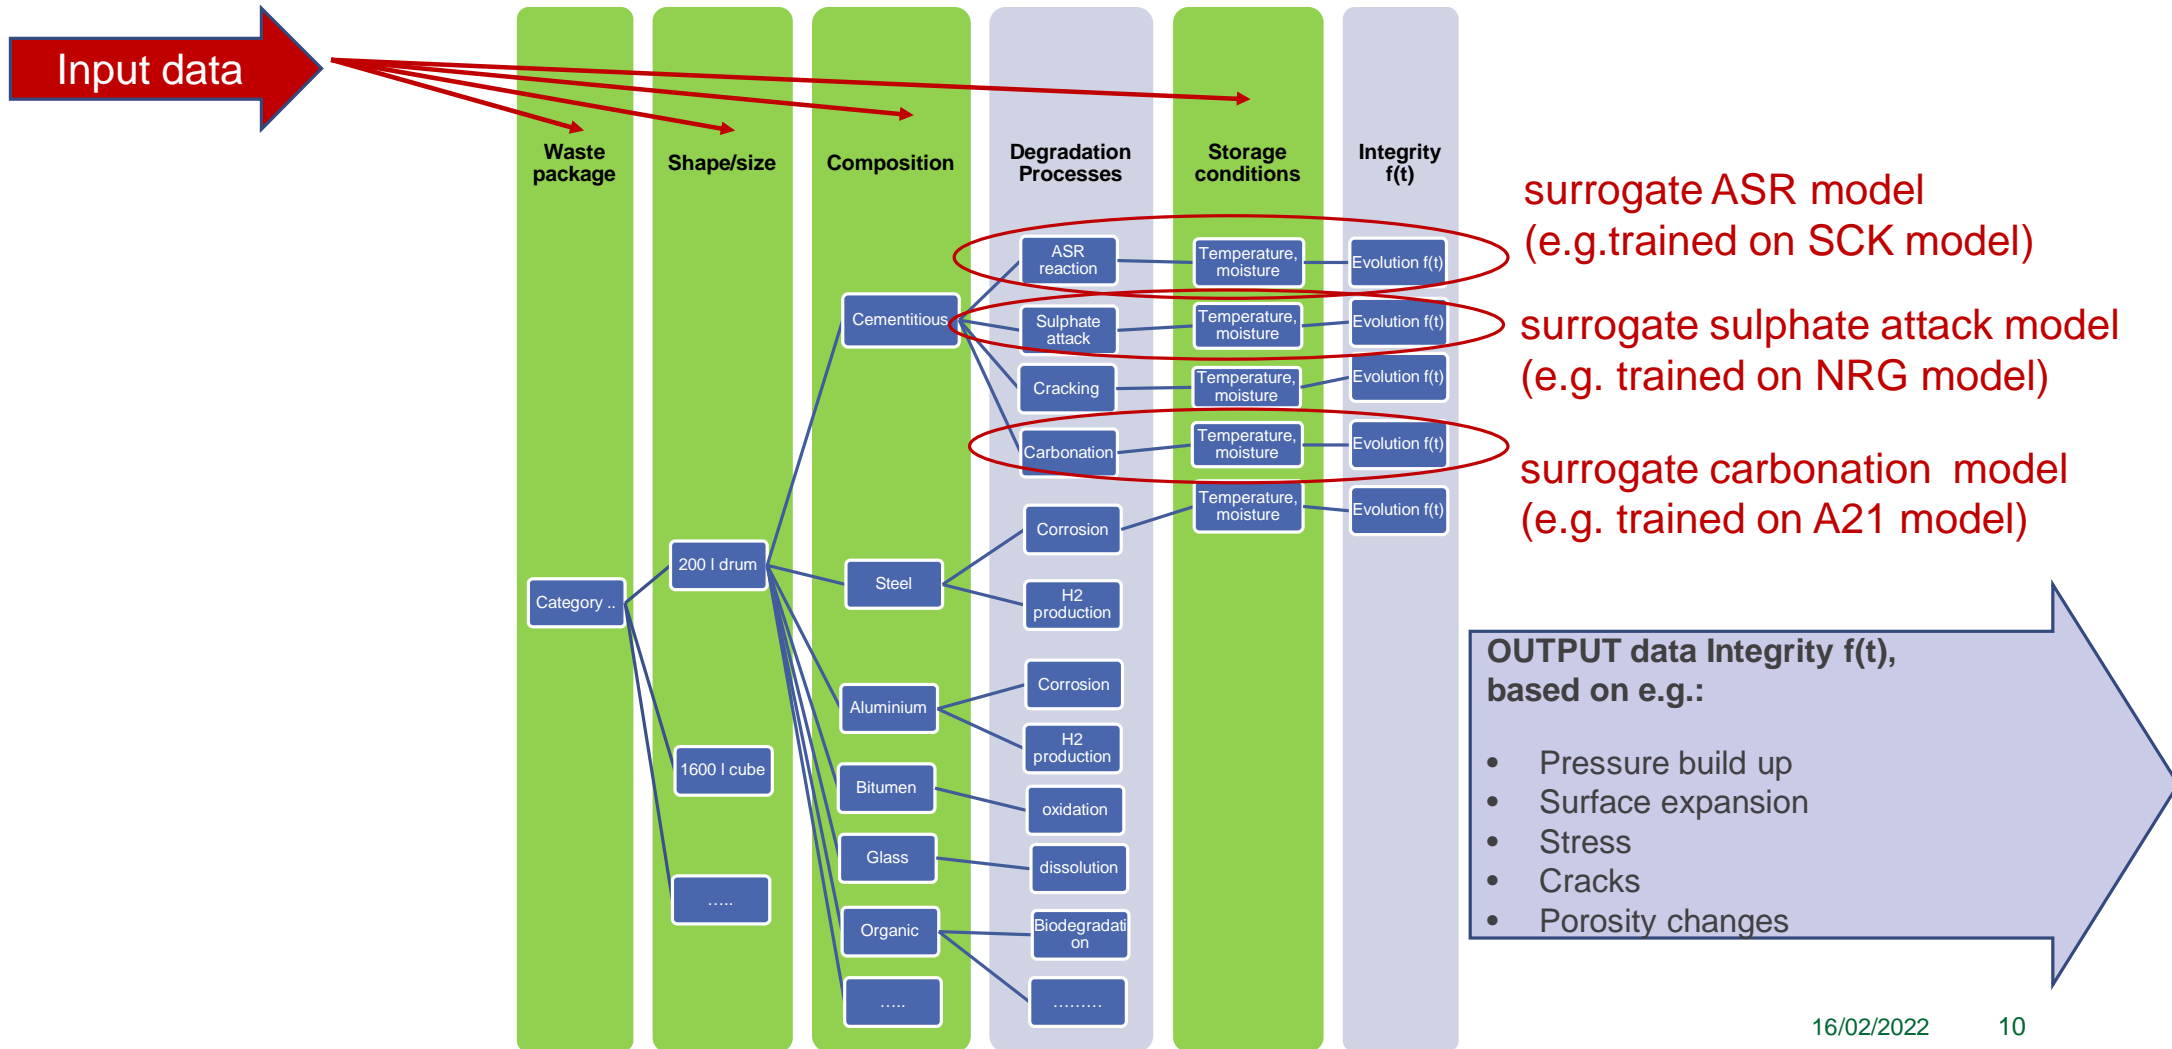 Input data
Waste
package
Shape/size
Composition
Degradation
Processes
Storage
conditions
Integrity
f(t)
ASR
reaction
Temperature,
moisture
Evolution f(t)
Cementitious
Sulphate
attack
Temperature,
moisture
Evolution f(t)
Cracking
Temperature,
moisture
Evolution f(t)
Carbonation
Temperature,
moisture
Evolution f(t)
Corrosion
Temperature,
moisture
Evolution f(t)
Category ..
200 l drum
Steel
H2
production
1600 l cube
Aluminium
Corrosion
H2
production
Bitumen
oxidation
Glass
dissolution
…..
Organic
Biodegradati
on
…..
………
surrogate ASR model
(e.g.trained on SCK model)
surrogate sulphate attack model
(e.g. trained on NRG model)
surrogate carbonation  model
(e.g. trained on A21 model)
OUTPUT data Integrity f(t),
based on e.g.:
• Pressure build up
• Surface expansion
• Stress
• Cracks
• Porosity changes
16/02/2022 10